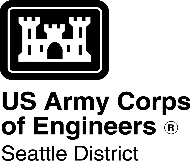 US Army Corps
of Engineers ®
Seattle District